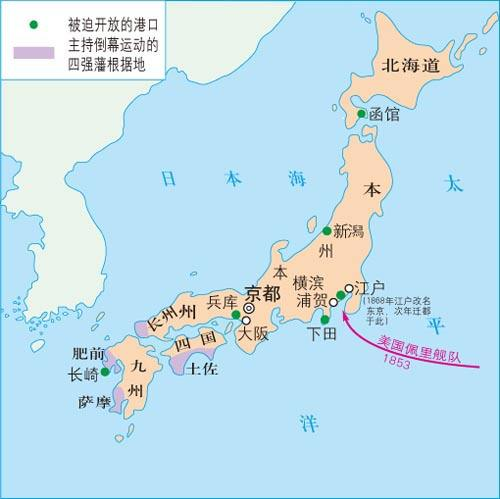 被迫开放的港口
主持倒幕运动的
四强藩根据地
北海道
函馆
日本海
太平洋
本州
新潟
本州
横滨
浦贺
江户
(1868年江户改名
东京，次年迁都
于此)
京都
兵库
大阪
下田
美国佩里舰队
1853
长州
四国
土佐
肥前
长崎
九州
萨摩